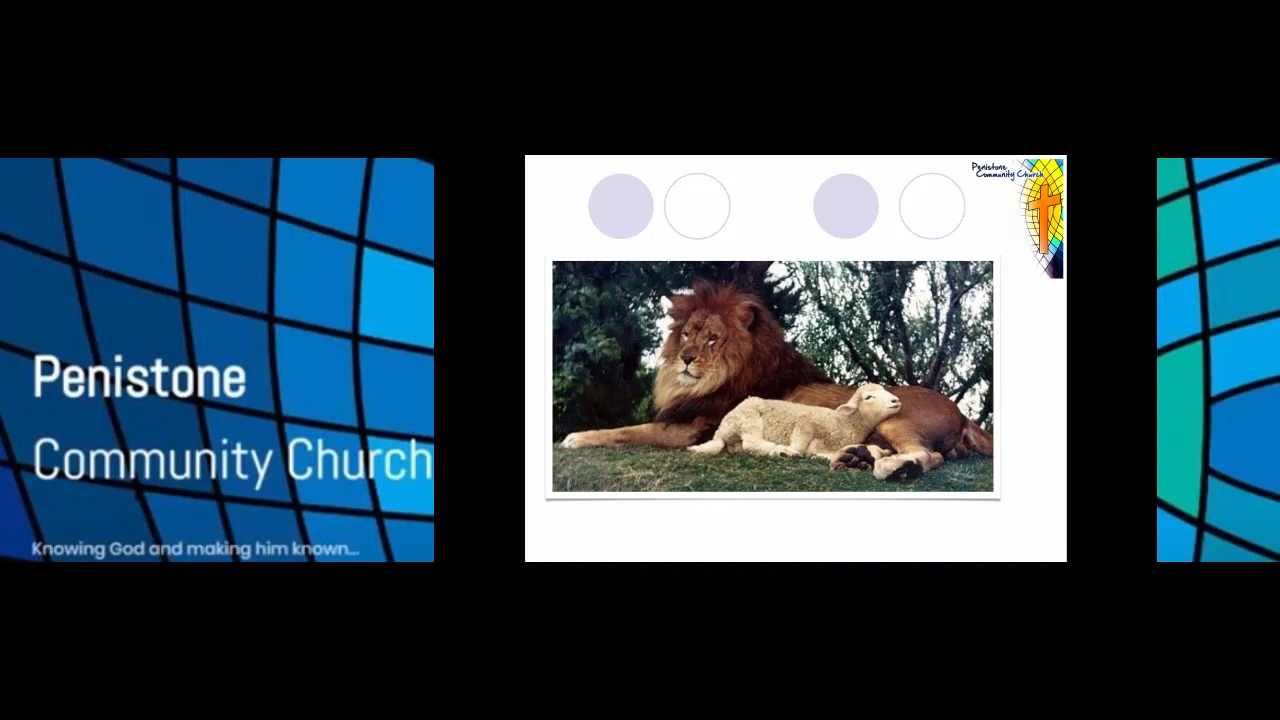 Penistone
Community Church
Knowing God and making him known...
Penistone
Community Church